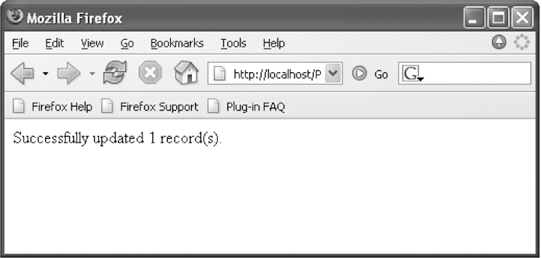 Mozilla Firefox
File Edit View Go Bookmarks Tools Help
http://localhost/P Go G
Firefox Help Firefox Support Plug-in FAQ
Successfully updated 1 record(s).